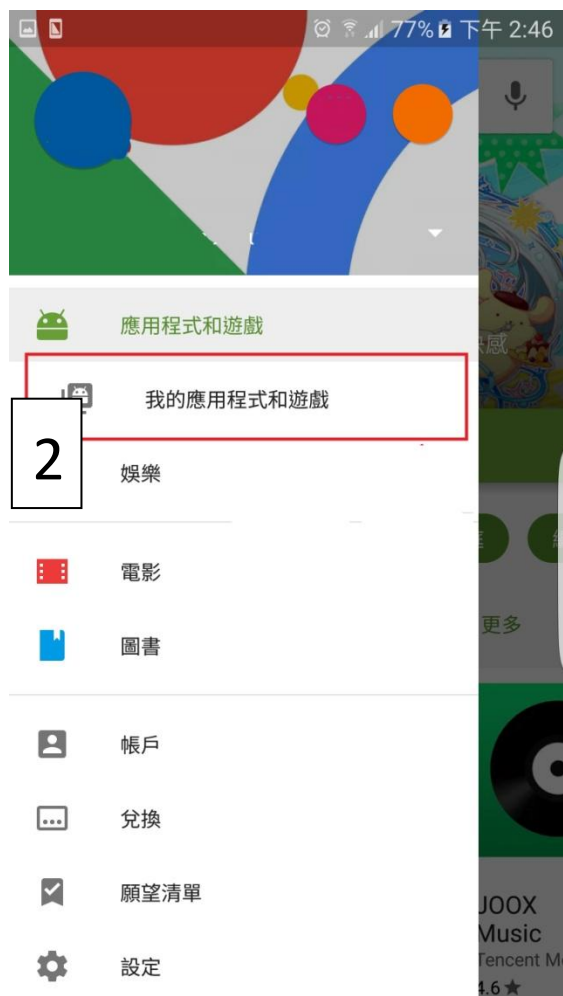 77% 下午 2:46
應用程式和遊戲
我的應用程式和遊戲
2
娛樂
電影
圖書
更多
帳戶
兌換
願望清單
設定
感
JOOX
Music
Tencent
4.6★